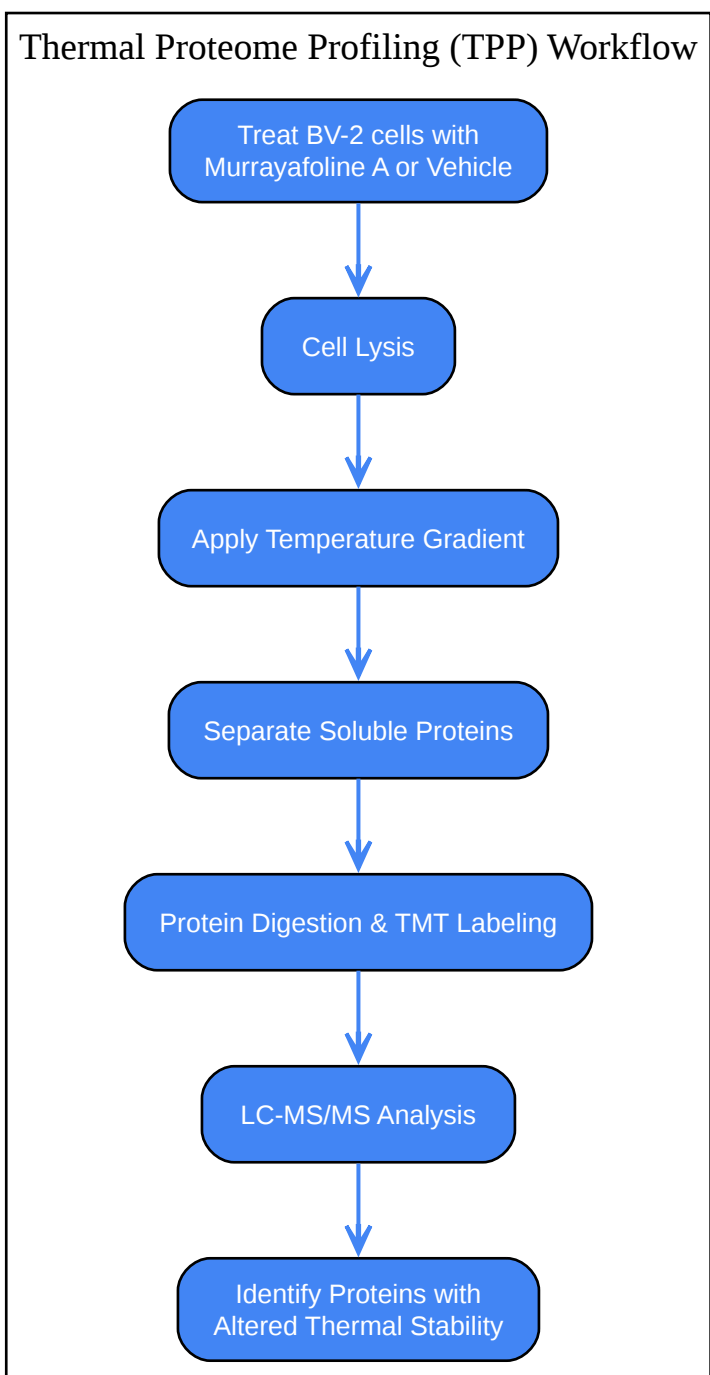 Thermal Proteome Profiling (TPP) Workflow
Treat BV-2 cells with
Murrayafoline A or Vehicle
Cell Lysis
Apply Temperature Gradient
Separate Soluble Proteins
Protein Digestion & TMT Labeling
LC-MS/MS Analysis
Identify Proteins with
Altered Thermal Stability